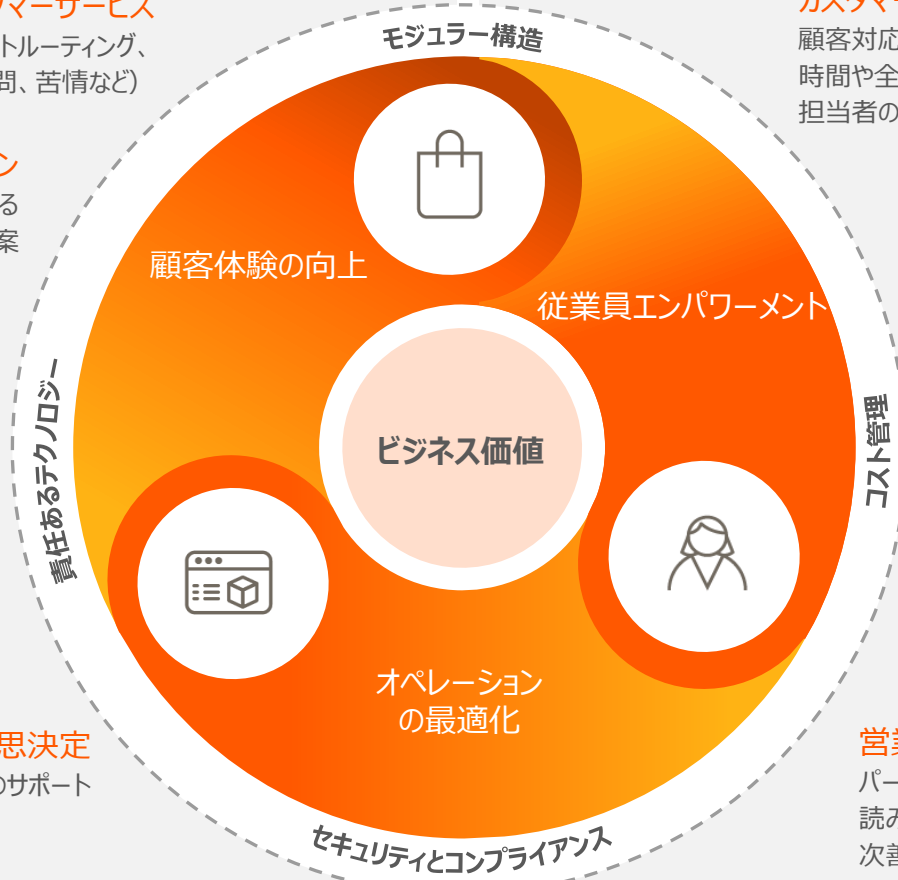 マーサービス
トルーティング、
問、苦情など)
ン
る
案
モジュラー構造
顧客対応
時間や全
担当者の
顧客体験の向上
従業員エンパワーメント
責任あるテクノロジー
ビジネス価値
コスト管理
オペレーション
の最適化
思決定
のサポート
セキュリティとコンプライアンス
営業
パー
読み
次善